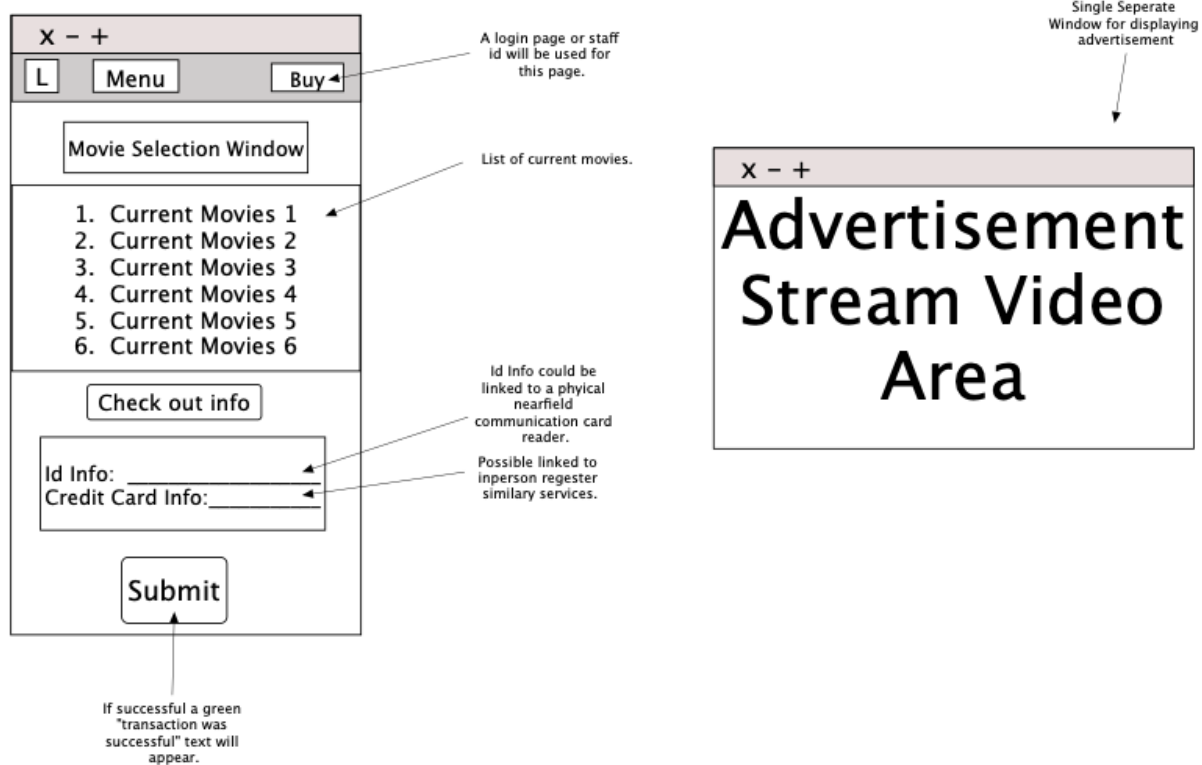 x - +
L Menu Buy
A login page or staff
id will be used for
this page.
Movie Selection Window
List of current movies.
1. Current Movies 1
2. Current Movies 2
3. Current Movies 3
4. Current Movies 4
5. Current Movies 5
6. Current Movies 6
Check out info
Id Info could be
linked to a phyical
nearfield
communication card
reader.
Id Info: ___________________
Credit Card Info:___________
Possible linked to
inperson regester
similary services.
Submit
If successful a green
"transaction was
successful" text will
appear.
Single Seperate
Window for displaying
advertisement
x - +
Advertisement
Stream Video
Area